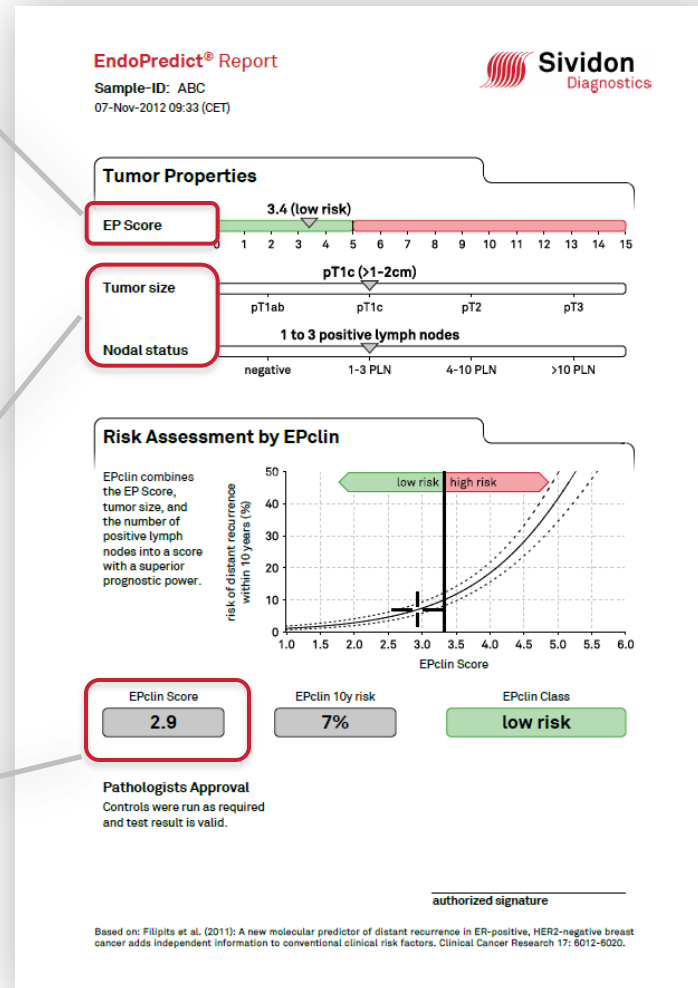 EndoPredict® Report
Sample-ID: ABC
07-Nov-2012 09:33 (CET)
Sividon
Diagnostics
Tumor Properties
3.4 (low risk)
EP Score
0 1 2 3 4 5 6 7 8 9 10 11 12 13 14 15
pT1c (>1-2cm)
Tumor size
pT1ab pT1c pT2 pT3
1 to 3 positive lymph nodes
Nodal status
negative 1-3 PLN 4-10 PLN >10 PLN
Risk Assessment by EPclin
EPclin combines
the EP Score,
tumor size, and
the number of
positive lymph
nodes into a score
with a superior
prognostic power.
risk of distant recurrence
within 10 years (%)
50
40
30
20
10
0
low risk high risk
1.0 1.5 2.0 2.5 3.0 3.5 4.0 4.5 5.0 5.5 6.0
EPclin Score
EPclin Score EPclin 10y risk EPclin Class
2.9 7% low risk
Pathologists Approval
Controls were run as required
and test result is valid.
authorized signature
Based on: Filipits et al. (2011): A new molecular predictor of distant recurrence in ER-positive, HER2-negative breast
cancer adds independent information to conventional clinical risk factors. Clinical Cancer Research 17: 6012-6020.